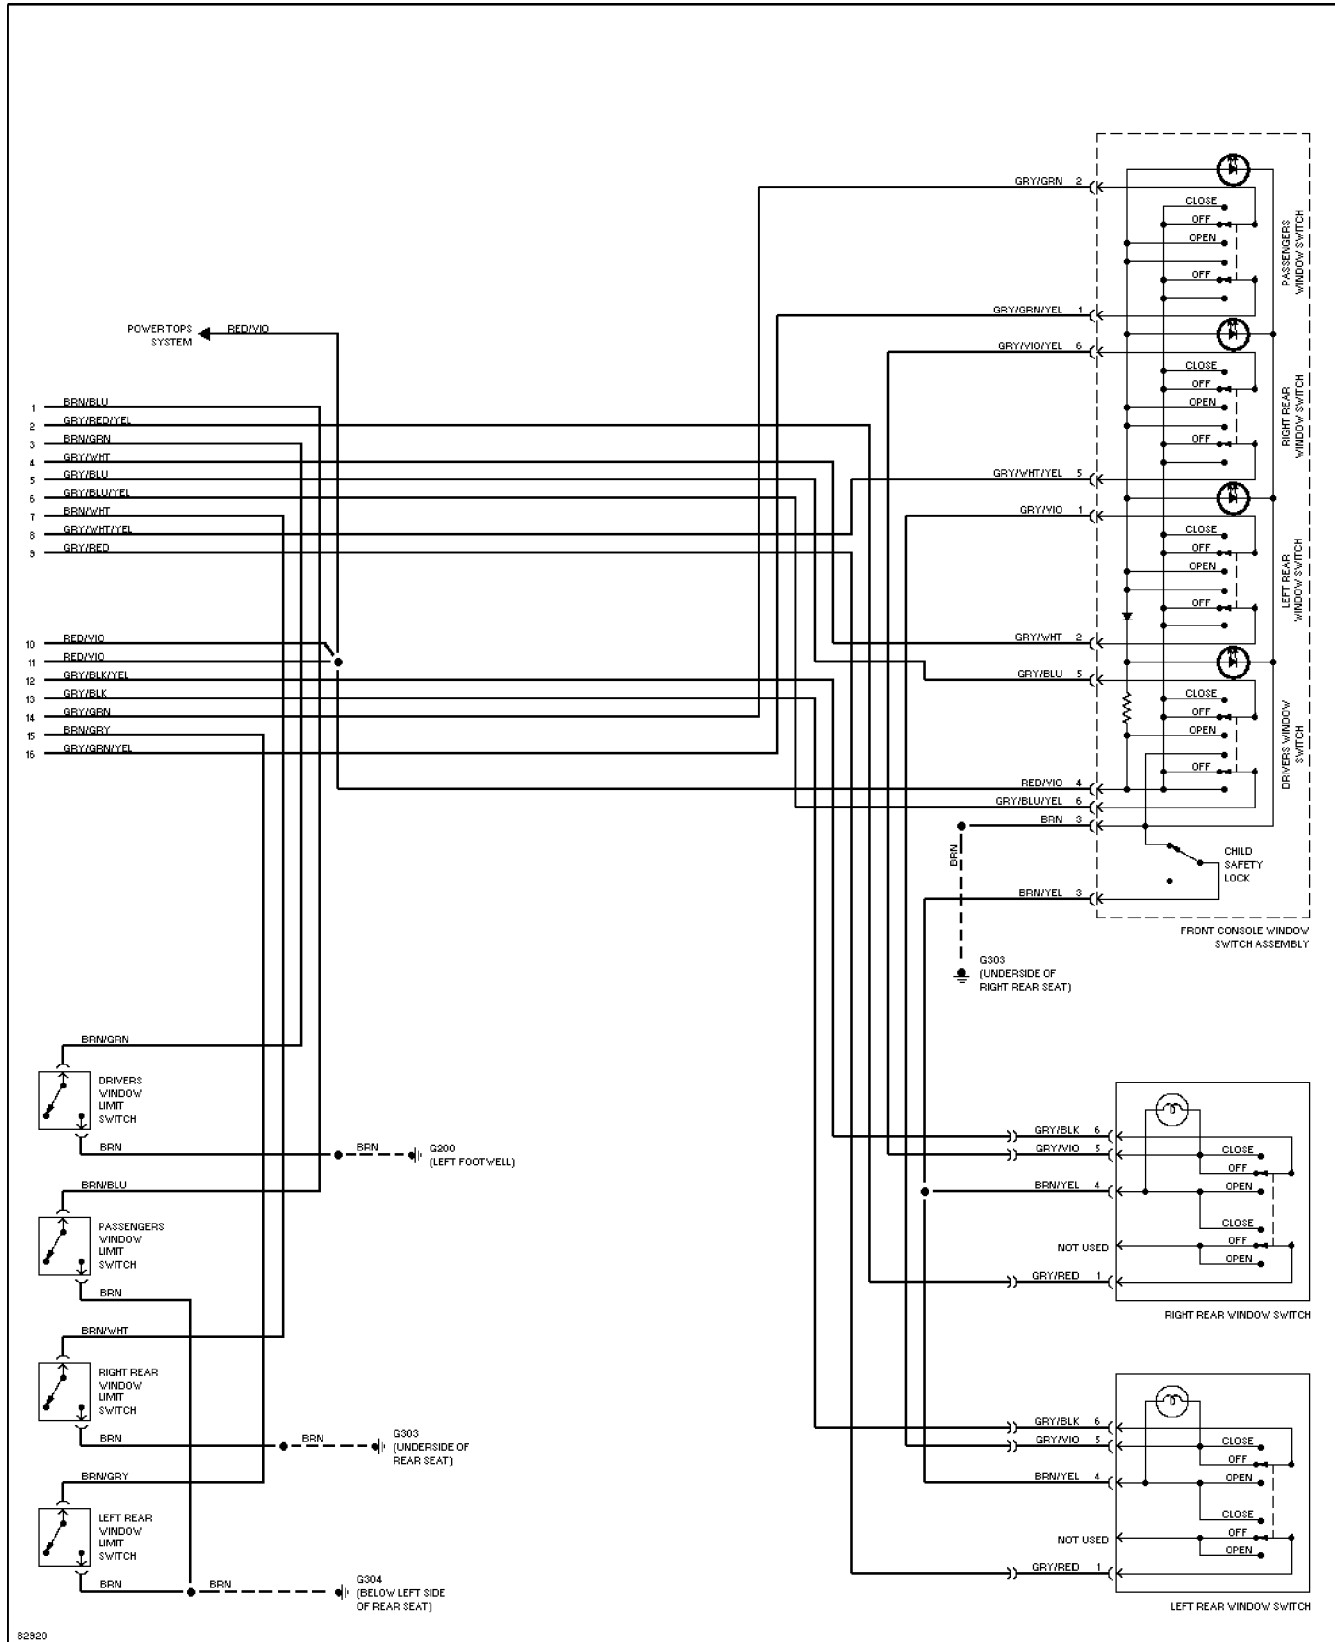 GRY/GRN 2
CLOSE
OFF
OPEN
OFF
PASSENGERS
WINDOW SWITCH
GRY/GRN/YEL 1
POWER TOPS
SYSTEM
RED/VIO
GRY/VIO/YEL 6
CLOSE
OFF
OPEN
OFF
RIGHT REAR
WINDOW SWITCH
1 BRN/BLU
2 GRY/RED/YEL
3 BRN/GRN
4 GRY/WHT
5 GRY/BLU
6 GRY/BLU/YEL
7 BRN/WHT
8 GRY/WHT/YEL
9 GRY/RED
GRY/WHT/YEL 5
GRY/VIO 1
CLOSE
OFF
OPEN
OFF
LEFT REAR
WINDOW SWITCH
10 RED/VIO
11 RED/VIO
12 GRY/BLK/YEL
13 GRY/BLK
14 GRY/GRN
15 BRN/GRY
16 GRY/GRN/YEL
GRY/WHT 2
GRY/BLU 5
CLOSE
OFF
OPEN
OFF
DRIVERS WINDOW
SWITCH
RED/VIO 4
GRY/BLU/YEL 6
BRN 3
BRN
CHILD
SAFETY
LOCK
BRN/YEL 3
FRONT CONSOLE WINDOW
SWITCH ASSEMBLY
G303
(UNDERSIDE OF
RIGHT REAR SEAT)
BRN/GRN
DRIVERS
WINDOW
LIMIT
SWITCH
BRN
BRN
G200
(LEFT FOOTWELL)
BRN/BLU
PASSENGERS
WINDOW
LIMIT
SWITCH
BRN
BRN/WHT
RIGHT REAR
WINDOW
LIMIT
SWITCH
BRN
BRN
G303
(UNDERSIDE OF
REAR SEAT)
BRN/GRY
LEFT REAR
WINDOW
LIMIT
SWITCH
BRN
BRN
G304
(BELOW LEFT SIDE
OF REAR SEAT)
GRY/BLK 6
GRY/VIO 5
BRN/YEL 4
NOT USED
GRY/RED 1
CLOSE
OFF
OPEN
CLOSE
OFF
OPEN
RIGHT REAR WINDOW SWITCH
GRY/BLK 6
GRY/VIO 5
BRN/YEL 4
NOT USED
GRY/RED 1
CLOSE
OFF
OPEN
CLOSE
OFF
OPEN
LEFT REAR WINDOW SWITCH
82920